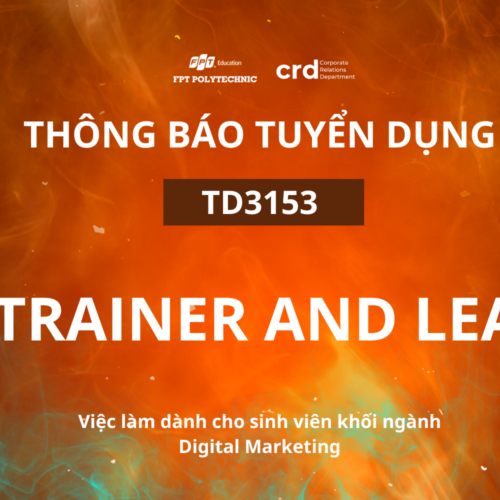 FPT Education
FPT POLYTECHNIC
crd Corporate
Relations
Department
THÔNG BÁO TUYỂN DỤNG
TD3153
TRAINER AND LEA
Việc làm dành cho sinh viên khối ngành
Digital Marketing